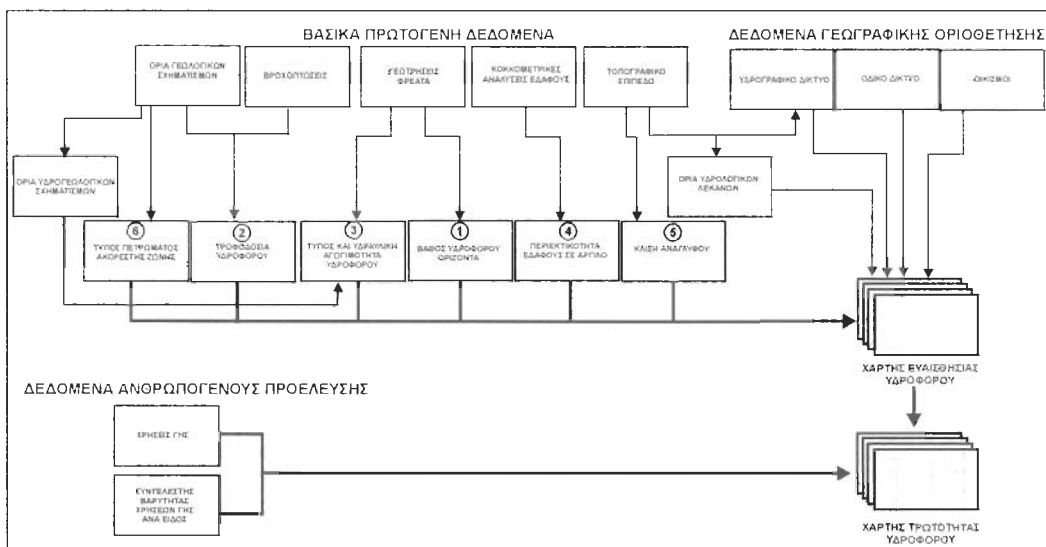 ΒΑΣΙΚΑ ΠΡΩΤΟΓΕΝΗ ΔΕΔΟΜΕΝΑ
ΔΕΔΟΜΕΝΑ ΓΕΩΓΡΑΦΙΚΗΣ ΟΡΙΟΘΕΤΗΣΗΣ
ΟΡΙΑ ΓΕΩΛΟΓΙΚΩΝ
ΣΧΗΜΑΤΙΣΜΩΝ
ΒΡΟΧΟΠΤΩΣΕΙΣ
ΓΕΩΤΡΗΣΕΙΣ
ΦΡΕΑΤΑ
ΚΟΚΚΟΜΕΤΡΙΚΕΣ
ΑΝΑΛΥΣΕΙΣ ΕΔΑΦΟΥΣ
ΤΟΠΟΓΡΑΦΙΚΟ
ΕΠΙΠΕΔΟ
ΥΔΡΟΓΡΑΦΙΚΟ ΔΙΚΤΥΟ
ΟΔΙΚΟ ΔΙΚΤΥΟ
ΟΙΚΙΣΜΟΙ
ΟΡΙΑ ΥΔΡΟΓΕΩΛΟΓΙΚΩΝ
ΣΧΗΜΑΤΙΣΜΩΝ
ΟΡΙΑ ΥΔΡΟΛΟΓΙΚΩΝ
ΛΕΚΑΝΩΝ
6
ΤΥΠΟΣ ΠΕΤΡΩΜΑΤΟΣ
ΑΚΟΡΕΣΤΗΣ ΖΩΝΗΣ
2
ΤΡΟΦΟΔΟΣΙΑ
ΥΔΡΟΦΟΡΟΥ
3
ΤΥΠΟΣ ΚΑΙ ΥΔΡΑΥΛΙΚΗ
ΑΓΩΓΙΜΟΤΗΤΑ
ΥΔΡΟΦΟΡΟΥ
1
ΒΑΘΟΣ ΥΔΡΟΦΟΡΟΥ
ΟΡΙΖΟΝΤΑ
4
ΠΕΡΙΕΚΤΙΚΟΤΗΤΑ
ΕΔΑΦΟΥΣ ΣΕ ΑΡΓΙΛΟ
5
ΚΛΙΣΗ ΑΝΑΓΛΥΦΟΥ
ΧΑΡΤΗΣ ΕΥΑΙΣΘΗΣΙΑΣ
ΥΔΡΟΦΟΡΟΥ
ΔΕΔΟΜΕΝΑ ΑΝΘΡΩΠΟΓΕΝΟΥΣ ΠΡΟΕΛΕΥΣΗΣ
ΧΡΗΣΕΙΣ ΓΗΣ
ΣΥΝΤΕΛΕΣΤΗΣ
ΒΑΡΥΤΗΤΑΣ
ΧΡΗΣΕΩΝ ΓΗΣ
ΑΝΑ ΕΙΔΟΣ
ΧΑΡΤΗΣ ΤΡΩΤΟΤΗΤΑΣ
ΥΔΡΟΦΟΡΟΥ